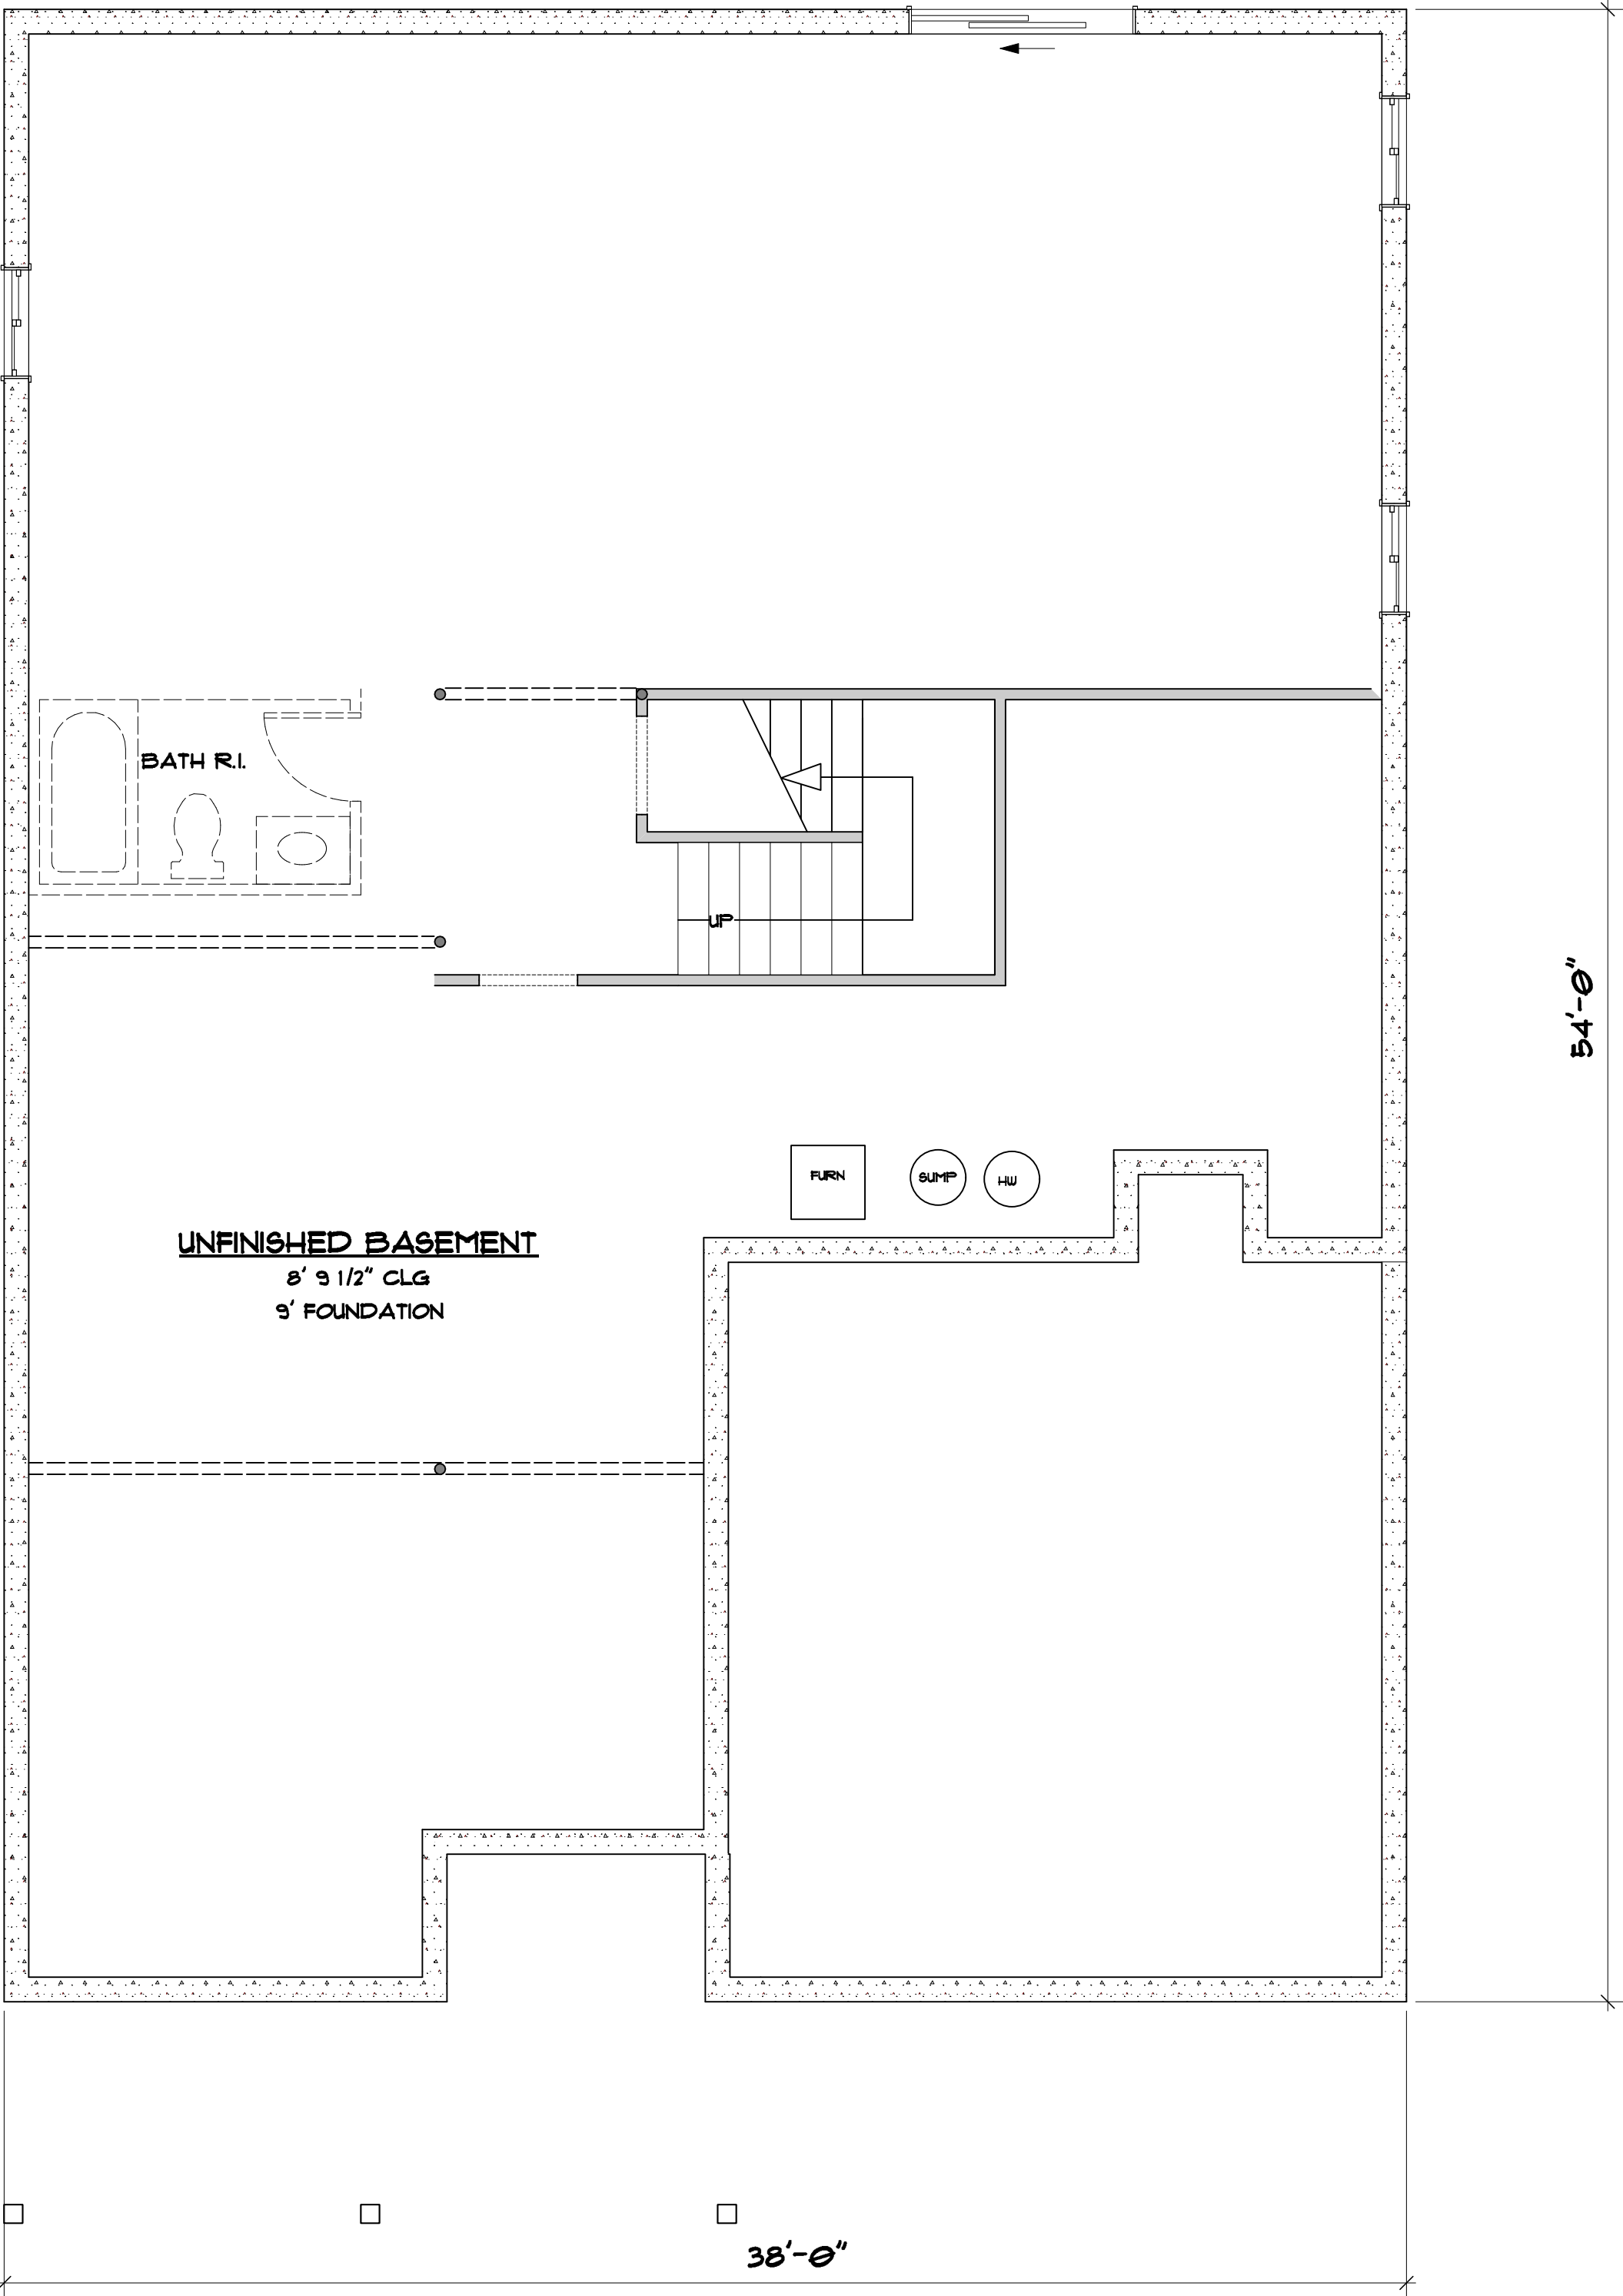 BATH R.I.
UP
54'-0"
FURN
SUMP
HW
UNFINISHED BASEMENT
8' 9 1/2" CLG
9' FOUNDATION
38'-0"